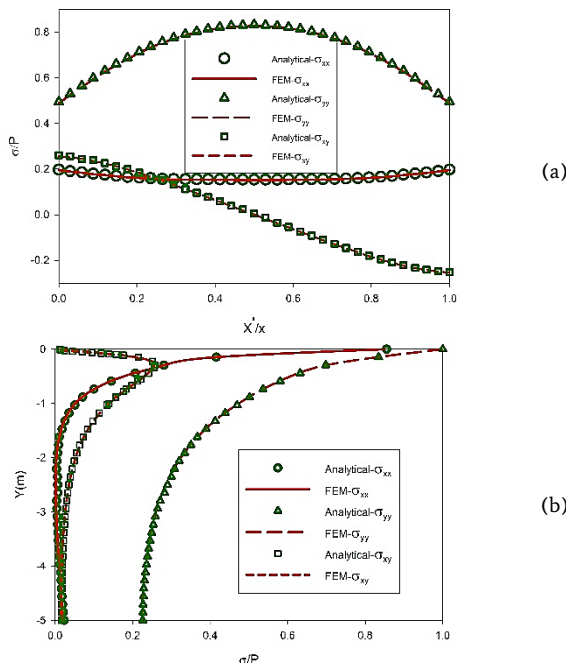 0.8
0.6
0.4
0.2
0.0
-0.2
σ/P
Analytical-σxx
FEM-σxx
Analytical-σyy
FEM-σyy
Analytical-σxy
FEM-σxy
0.0 0.2 0.4 0.6 0.8 1.0
X'/x
(a)
0
-1
-2
-3
-4
-5
Y(m)
Analytical-σxx
FEM-σxx
Analytical-σyy
FEM-σyy
Analytical-σxy
FEM-σxy
0.0 0.2 0.4 0.6 0.8 1.0
σ/P
(b)